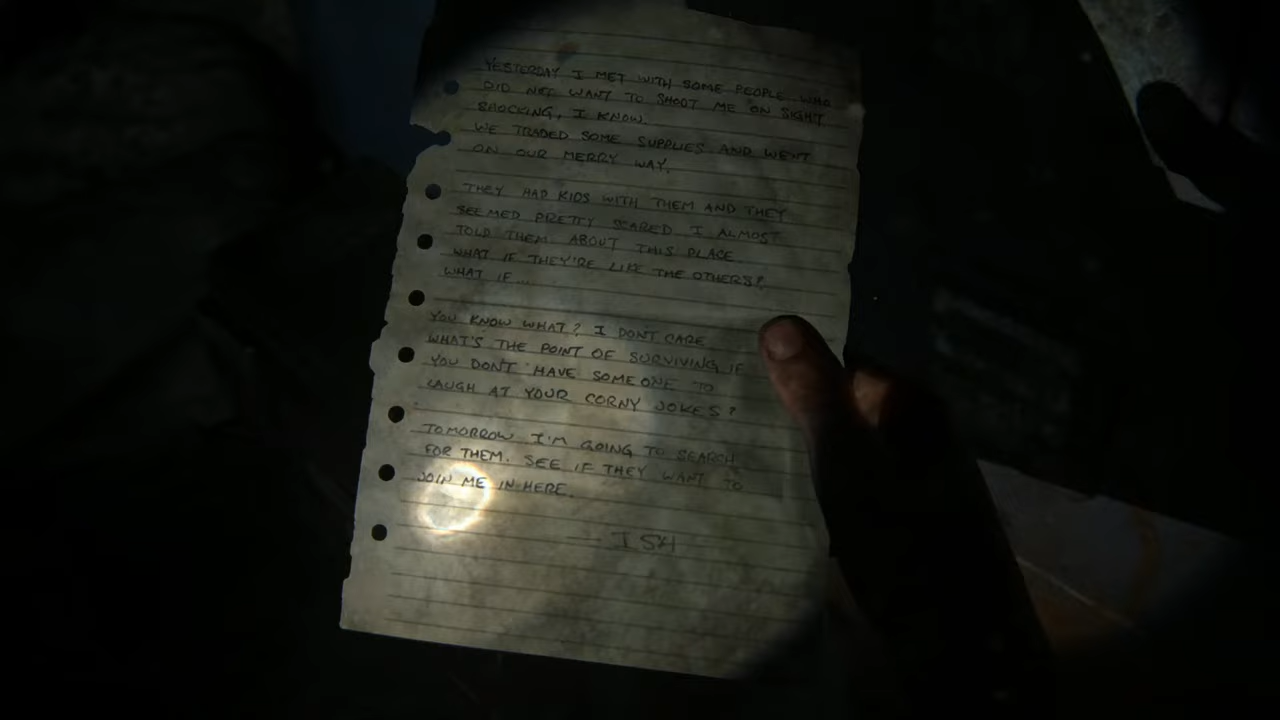 YESTERDAY I MET WITH SOME PEOPLE WHO
DID NOT WANT TO SHOOT ME ON SIGHT
SHOCKING, I KNOW.
WE TRADED SOME SUPPLIES AND WENT
ON OUR MERRY WAY.
THEY HAD KIDS WITH THEM AND THEY
SEEMED PRETTY SCARED I ALMOST
TOLD THEM ABOUT THIS PLACE
WHAT IF THEY'RE LIKE THE OTHERS?
WHAT IF...
YOU KNOW WHAT? I DON'T CARE
WHAT'S THE POINT OF SURVIVING IF
YOU DON'T HAVE SOMEONE TO
LAUGH AT YOUR CORNY JOKES?
TOMORROW I'M GOING TO SEARCH
FOR THEM. SEE IF THEY WANT TO
JOIN ME IN HERE.
- ISH